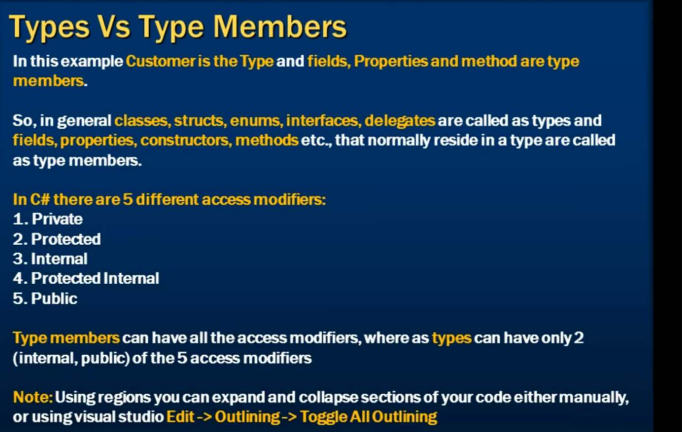 Types Vs Type Members
In this example Customer is the Type and fields, Properties and method are type
members.
So, in general classes, structs, enums, interfaces, delegates are called as types and
fields, properties, constructors, methods etc., that normally reside in a type are called
as type members.
In C# there are 5 different access modifiers:
1. Private
2. Protected
3. Internal
4. Protected Internal
5. Public
Type members can have all the access modifiers, where as types can have only 2
(internal, public) of the 5 access modifiers
Note: Using regions you can expand and collapse sections of your code either manually,
or using visual studio Edit -> Outlining -> Toggle All Outlining